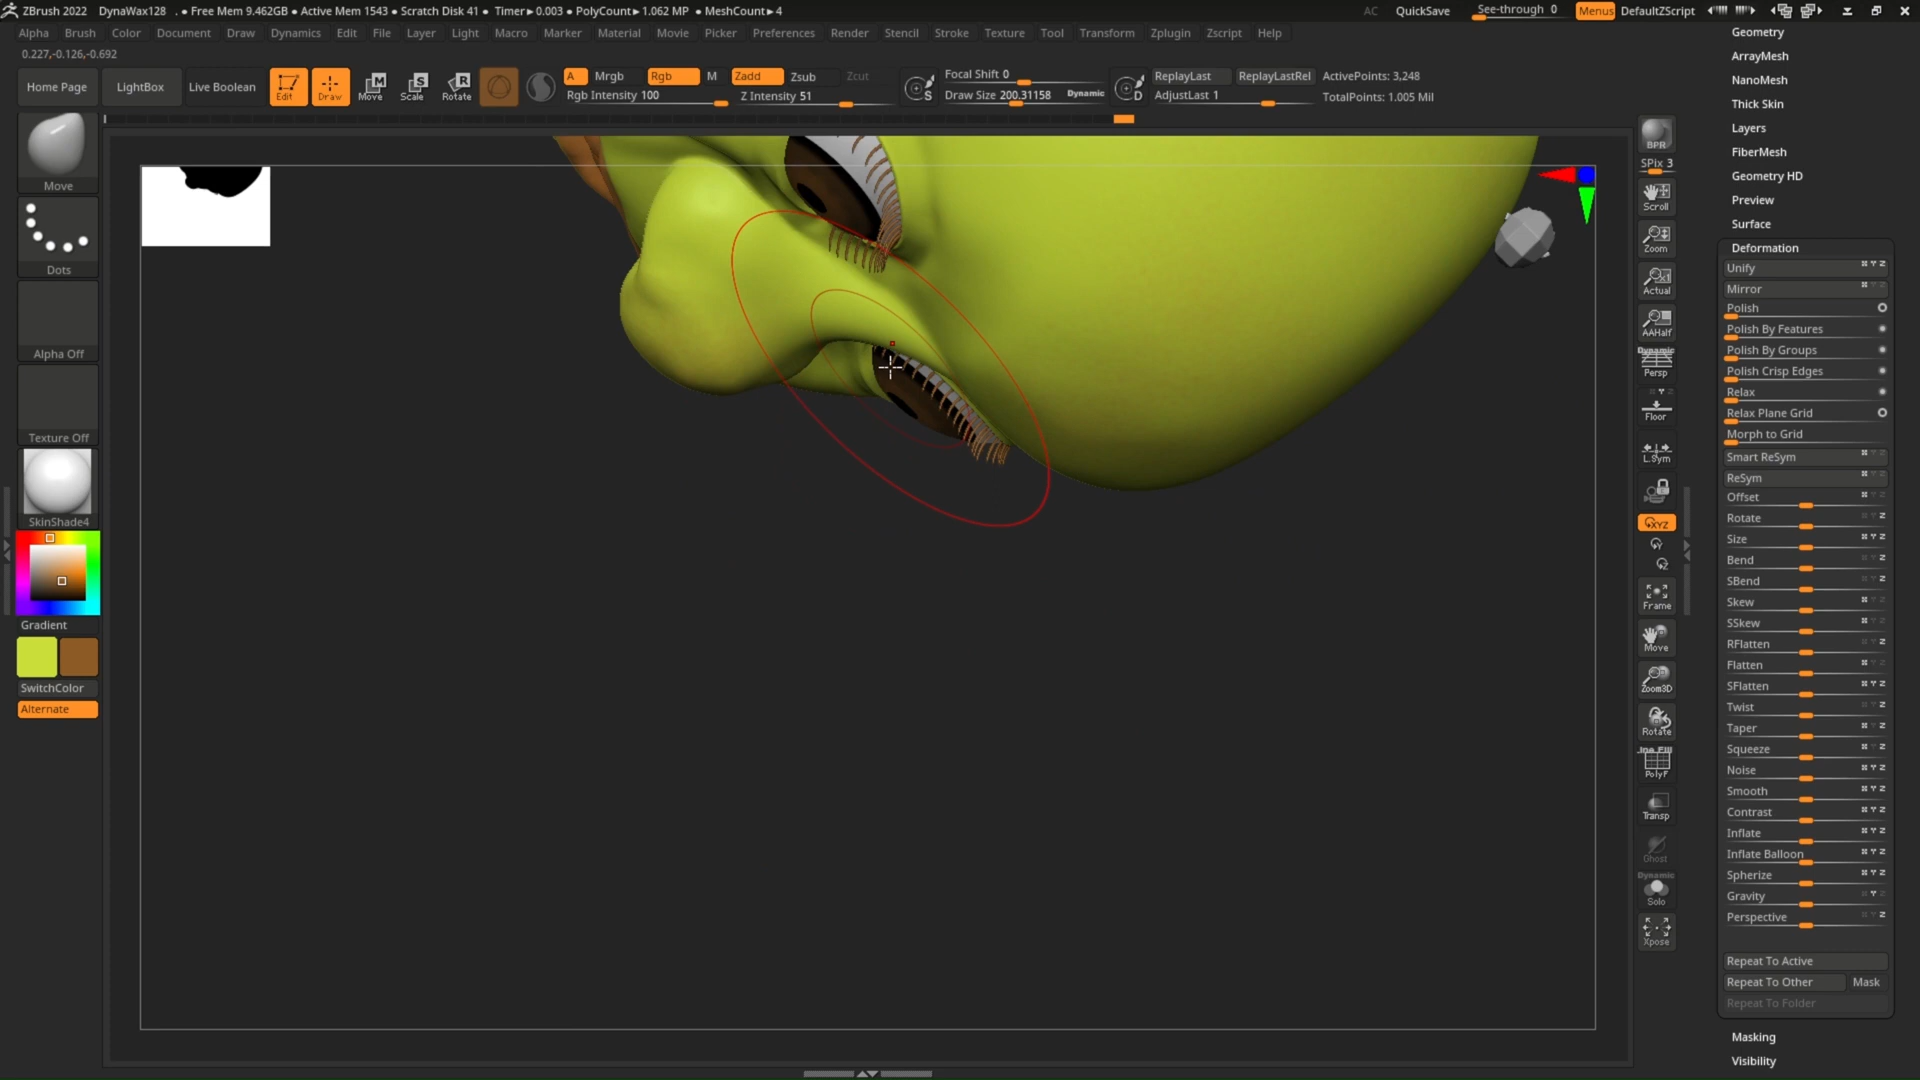 ZBrush 2022 DynaWax128 . • Free Mem 9.462GB • Active Mem 1543 • Scratch Disk 41 • Timer▸0.003 • PolyCount▸1.062 MP • MeshCount▸4 AC QuickSave See-through 0 Menus DefaultZScript
Alpha Brush Color Document Draw Dynamics Edit File Layer Light Macro Marker Material Movie Picker Preferences Render Stencil Stroke Texture Tool Transform Zplugin Zscript Help
0.227,-0.126,-0.692
Home Page LightBox Live Boolean Edit Draw Move Scale Rotate
A Mrgb Rgb M Zadd Zsub Zcut
Rgb Intensity 100 Z Intensity 51
Focal Shift 0
Draw Size 200.31158 Dynamic
S D
ReplayLast ReplayLastRel ActivePoints: 3,248
AdjustLast 1 TotalPoints: 1.005 Mil
Move
Dots
Alpha Off
Texture Off
SkinShade4
Gradient
SwitchColor
Alternate
BPR
SPix 3
Scroll
Zoom
Actual
AAHalf
Dynamic
Persp
Floor
L.Sym
XYZ
Y
Z
Frame
Move
Zoom3D
Rotate
Line Fill
PolyF
Transp
Ghost
Dynamic
Solo
Xpose
Geometry
ArrayMesh
NanoMesh
Thick Skin
Layers
FiberMesh
Geometry HD
Preview
Surface
Deformation
Unify
Mirror
Polish
Polish By Features
Polish By Groups
Polish Crisp Edges
Relax
Relax Plane Grid
Morph to Grid
Smart ReSym
ReSym
Offset
Rotate
Size
Bend
SBend
Skew
SSkew
RFlatten
Flatten
SFlatten
Twist
Taper
Squeeze
Noise
Smooth
Contrast
Inflate
Inflate Balloon
Spherize
Gravity
Perspective
Repeat To Active
Repeat To Other Mask
Repeat To Folder
Masking
Visibility